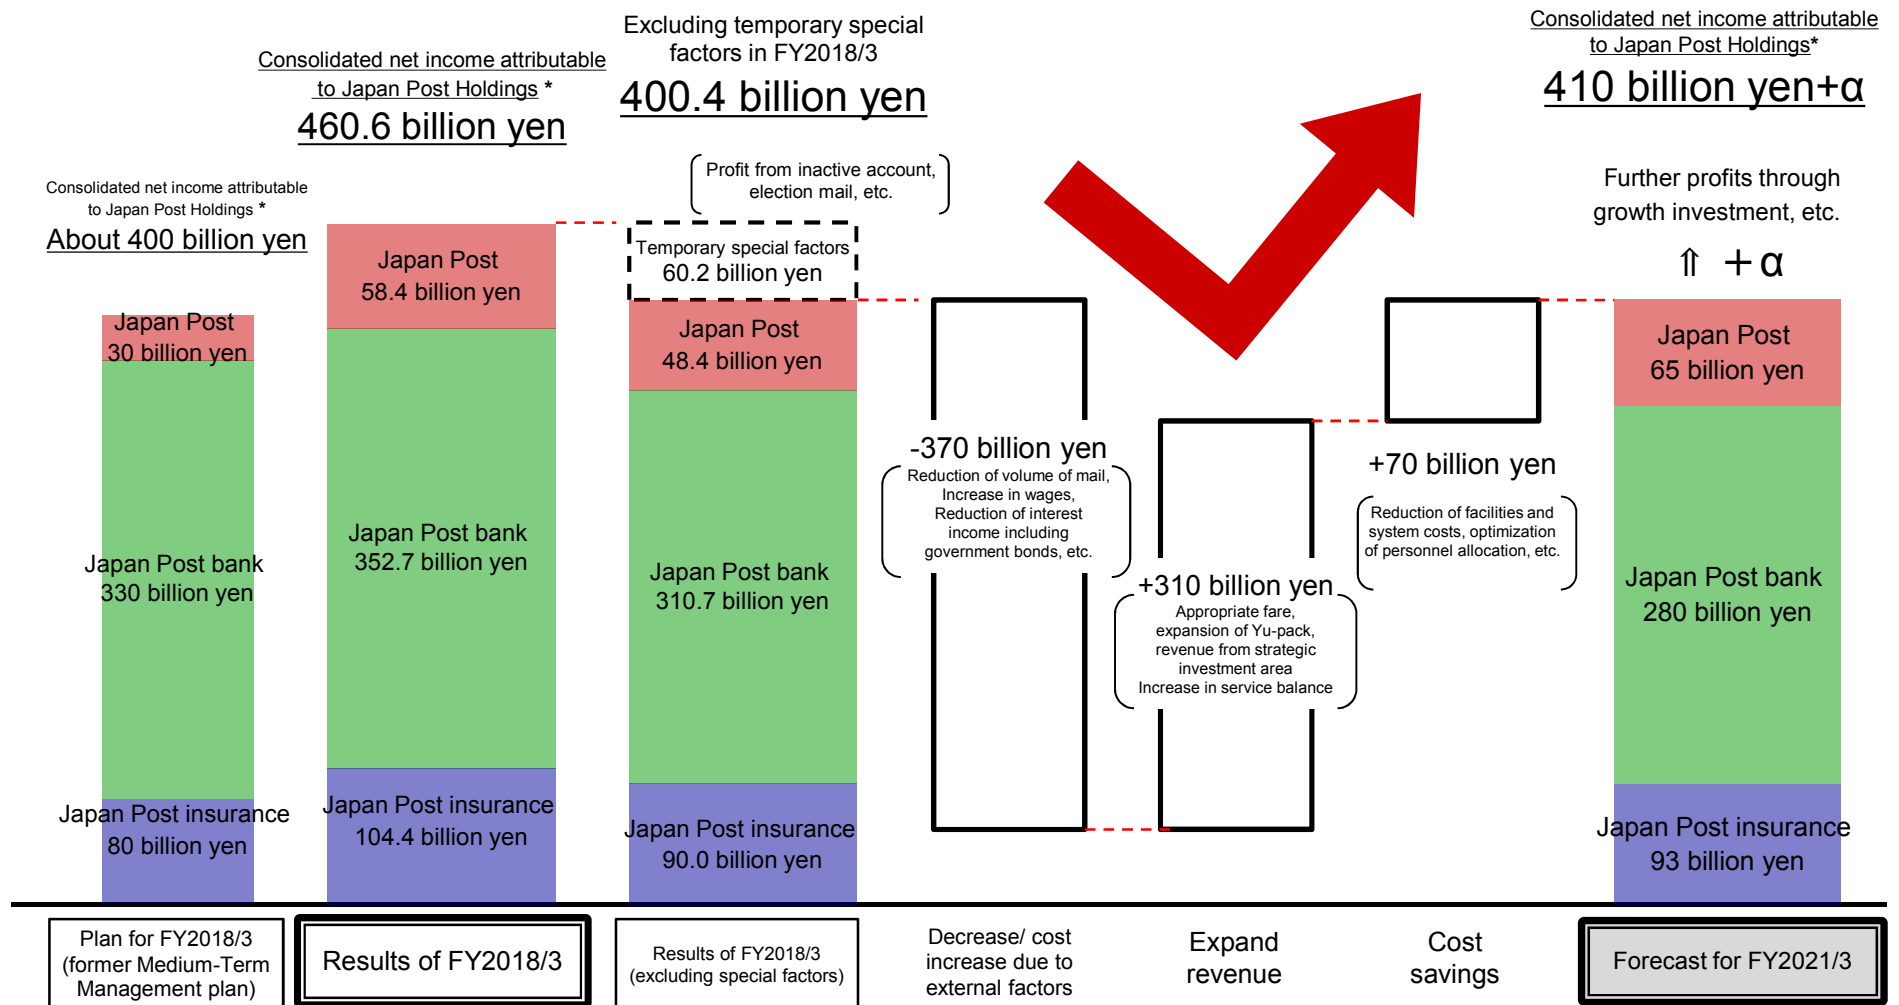 Consolidated net income attributable
to Japan Post Holdings *
About 400 billion yen
Japan Post
30 billion yen
Japan Post bank
330 billion yen
Japan Post insurance
80 billion yen
Plan for FY2018/3
(former Medium-Term
Management plan)
Consolidated net income attributable
to Japan Post Holdings *
460.6 billion yen
Japan Post
58.4 billion yen
Japan Post bank
352.7 billion yen
Japan Post insurance
104.4 billion yen
Results of FY2018/3
Excluding temporary special
factors in FY2018/3
400.4 billion yen
Profit from inactive account,
election mail, etc.
Temporary special factors
60.2 billion yen
Japan Post
48.4 billion yen
Japan Post bank
310.7 billion yen
Japan Post insurance
90.0 billion yen
Results of FY2018/3
(excluding special factors)
-370 billion yen
Reduction of volume of mail,
Increase in wages,
Reduction of interest
income including
government bonds, etc.
Decrease/ cost
increase due to
external factors
+310 billion yen
Appropriate fare,
expansion of Yu-pack,
revenue from strategic
investment area
Increase in service balance
Expand
revenue
+70 billion yen
Reduction of facilities and
system costs, optimization
of personnel allocation, etc.
Cost
savings
Consolidated net income attributable
to Japan Post Holdings*
410 billion yen+α
Further profits through
growth investment, etc.
⇑ +α
Japan Post
65 billion yen
Japan Post bank
280 billion yen
Japan Post insurance
93 billion yen
Forecast for FY2021/3